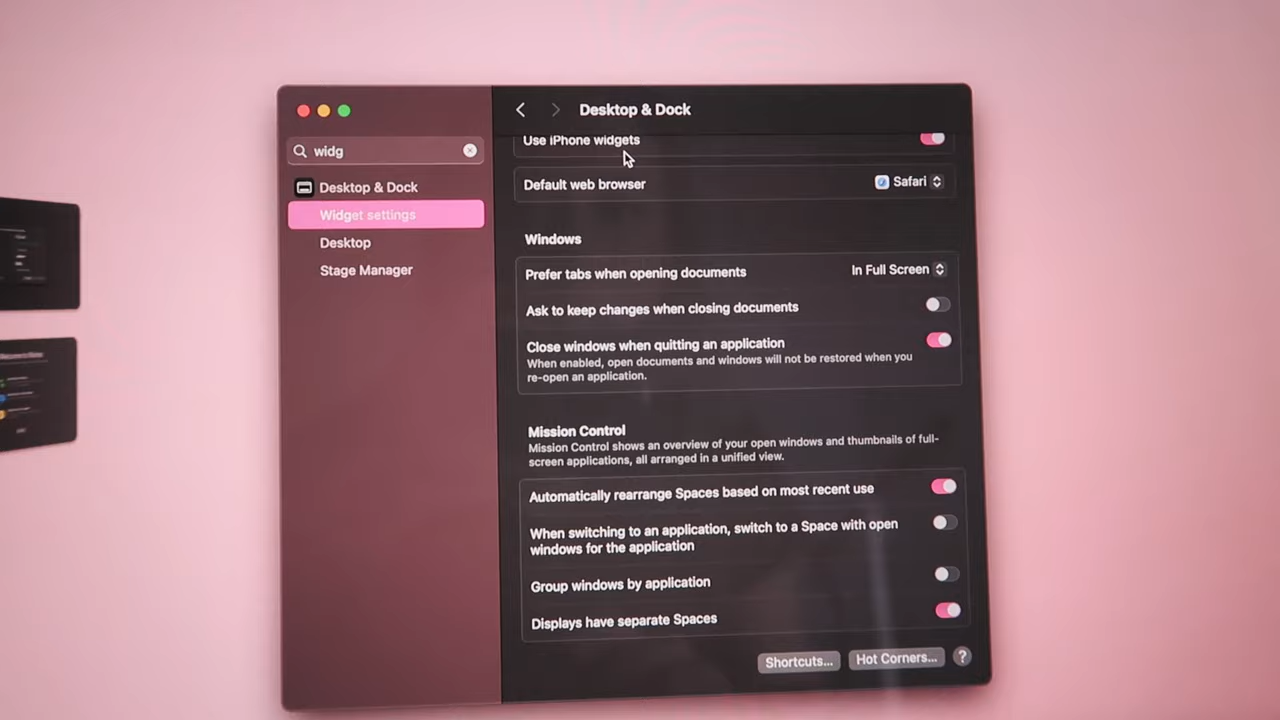 Desktop & Dock
widg
Desktop & Dock
Widget settings
Desktop
Stage Manager
Use iPhone widgets
Default web browser
Safari
Windows
Prefer tabs when opening documents
In Full Screen
Ask to keep changes when closing documents
Close windows when quitting an application
When enabled, open documents and windows will not be restored when you
re-open an application.
Mission Control
Mission Control shows an overview of your open windows and thumbnails of full-
screen applications, all arranged in a unified view.
Automatically rearrange Spaces based on most recent use
When switching to an application, switch to a Space with open
windows for the application
Group windows by application
Displays have separate Spaces
Shortcuts...
Hot Corners...
?